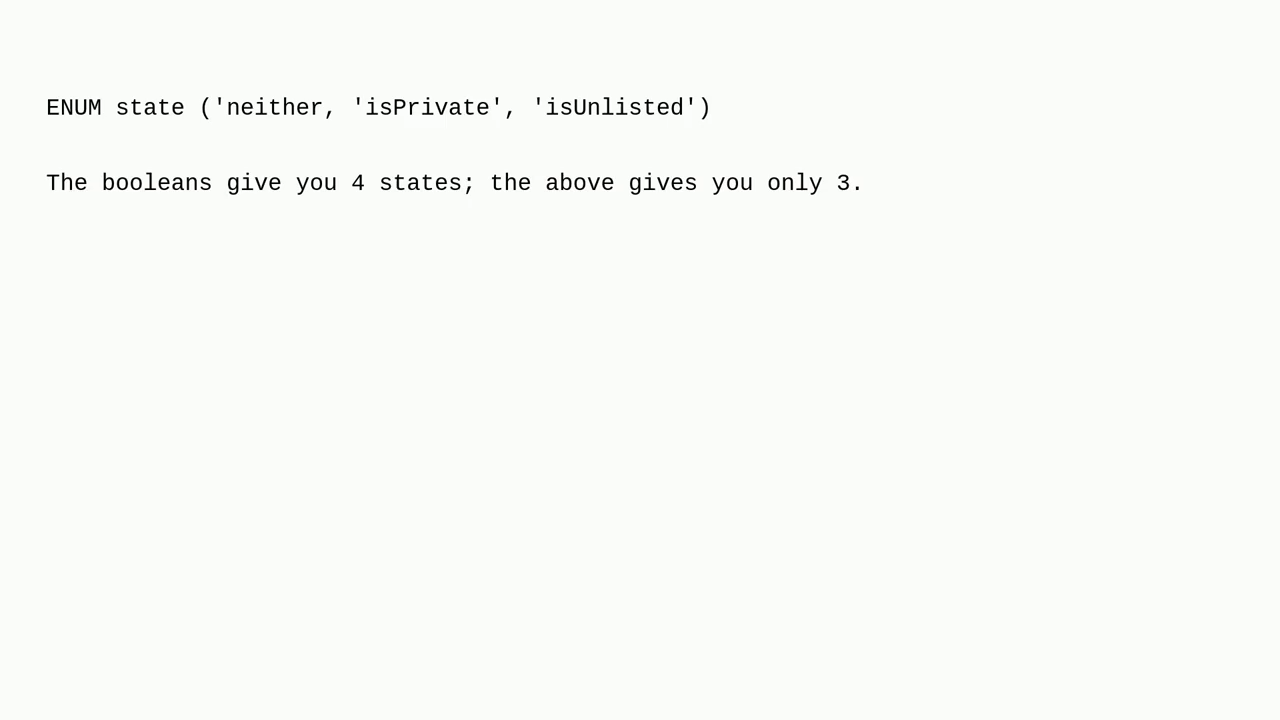 ENUM state ('neither, 'isPrivate', 'isUnlisted')
The booleans give you 4 states; the above gives you only 3.